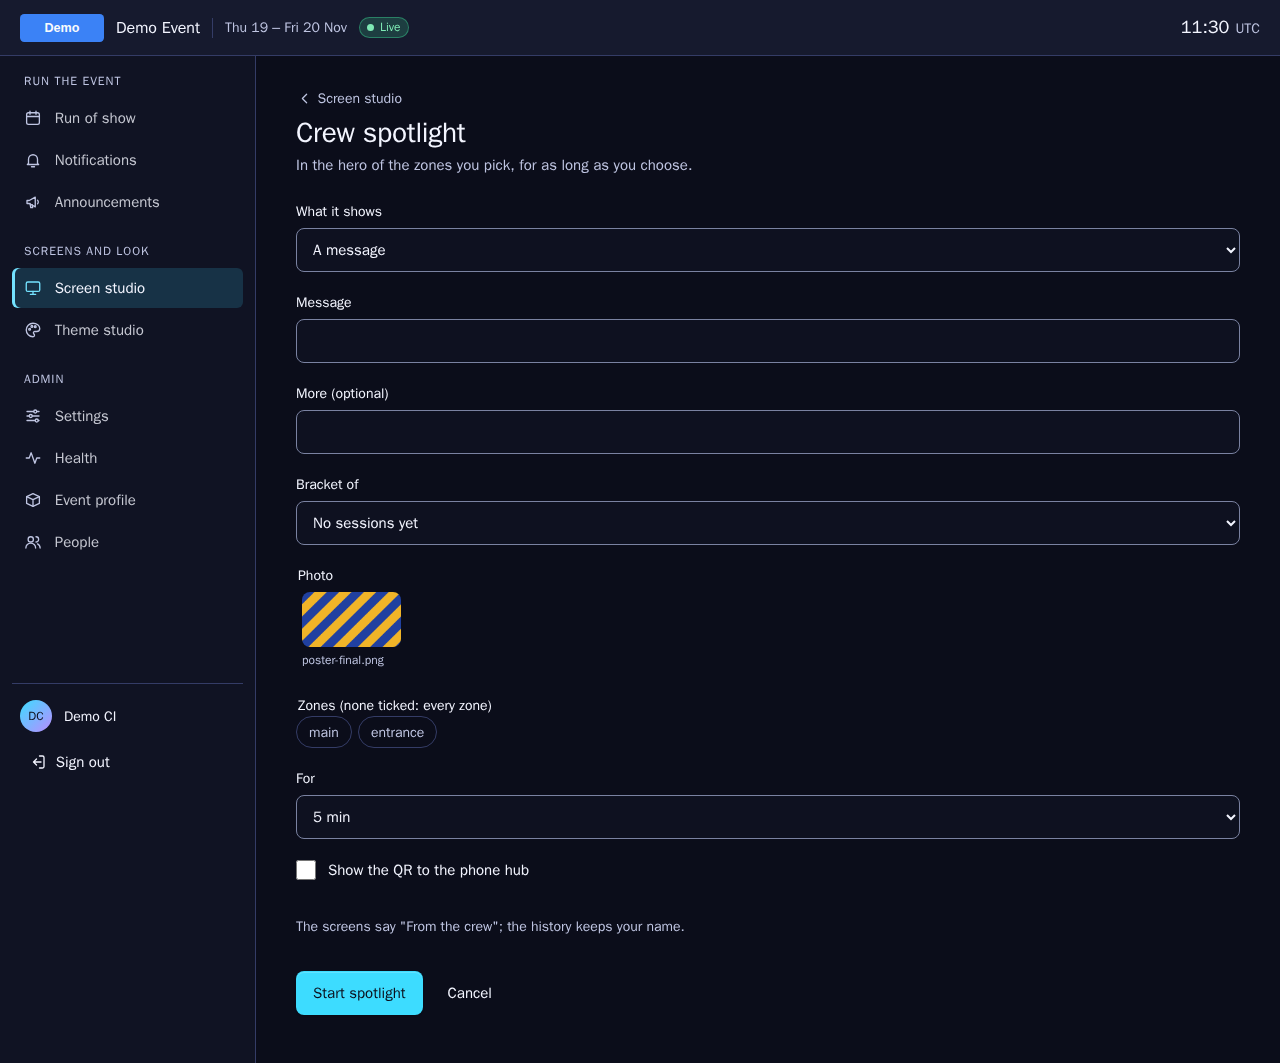 Demo
Demo Event
Thu 19 – Fri 20 Nov
Live
11:30 UTC
RUN THE EVENT
Run of show
Notifications
Announcements
SCREENS AND LOOK
Screen studio
Theme studio
ADMIN
Settings
Health
Event profile
People
DC
Demo CI
Sign out
Screen studio
Crew spotlight
In the hero of the zones you pick, for as long as you choose.
What it shows
A message
Message
More (optional)
Bracket of
No sessions yet
Photo
poster-final.png
Zones (none ticked: every zone)
main
entrance
For
5 min
Show the QR to the phone hub
The screens say "From the crew"; the history keeps your name.
Start spotlight
Cancel